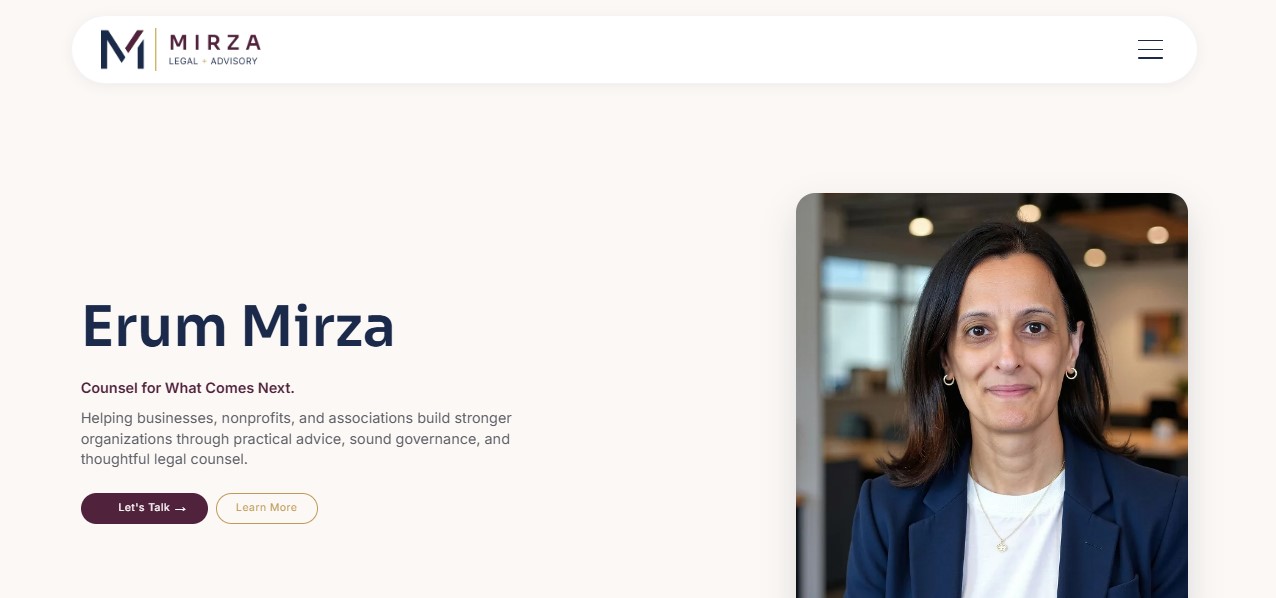 MIRZA
LEGAL + ADVISORY
Erum Mirza
Counsel for What Comes Next.
Helping businesses, nonprofits, and associations build stronger
organizations through practical advice, sound governance, and
thoughtful legal counsel.
Let's Talk →
Learn More